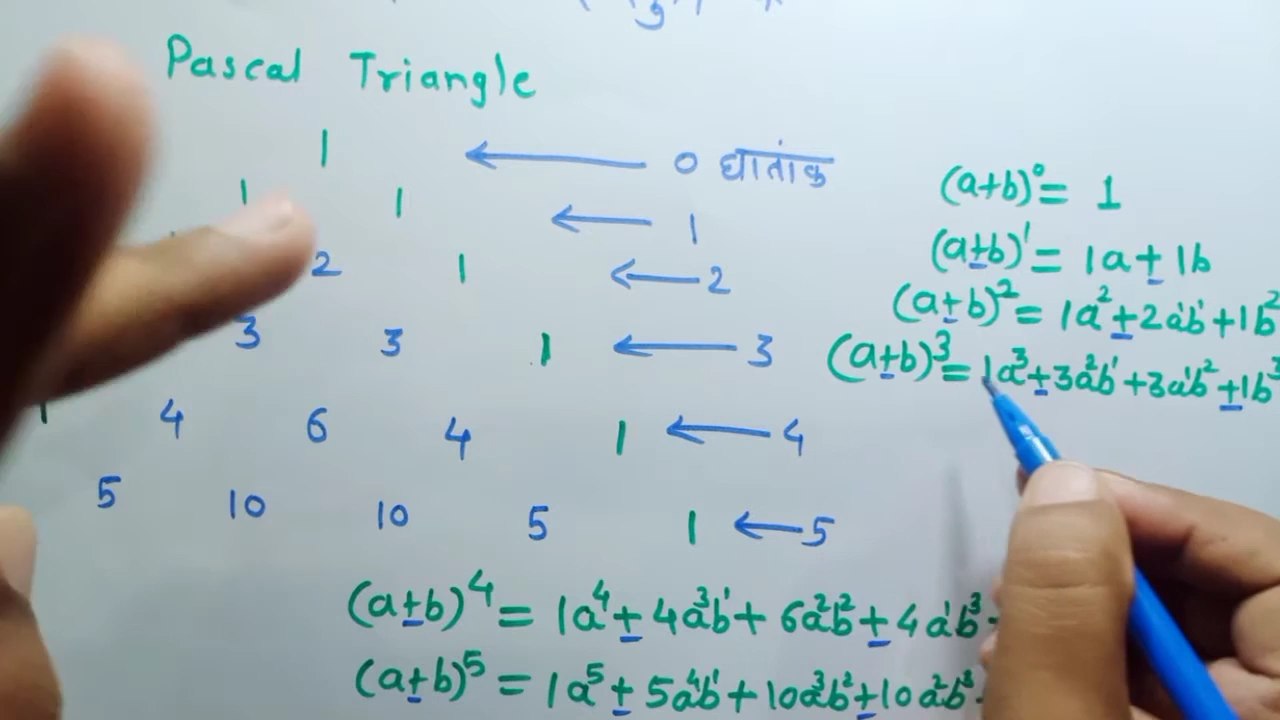 Pascal Triangle
1 ← 0 घातांक
1 1 ← 1
2 1 ← 2
3 3 1 ← 3
1 4 6 4 1 ← 4
5 10 10 5 1 ← 5
(a+b)⁰ = 1
(a±b)¹ = 1a ± 1b
(a±b)² = 1a² ± 2a¹b¹ + 1b²
(a±b)³ = 1a³ ± 3a²b¹ + 3a¹b² ± 1b³
(a±b)⁴ = 1a⁴ ± 4a³b¹ + 6a²b² ± 4a¹b³
(a±b)⁵ = 1a⁵ ± 5a⁴b¹ + 10a³b² ± 10a²b³